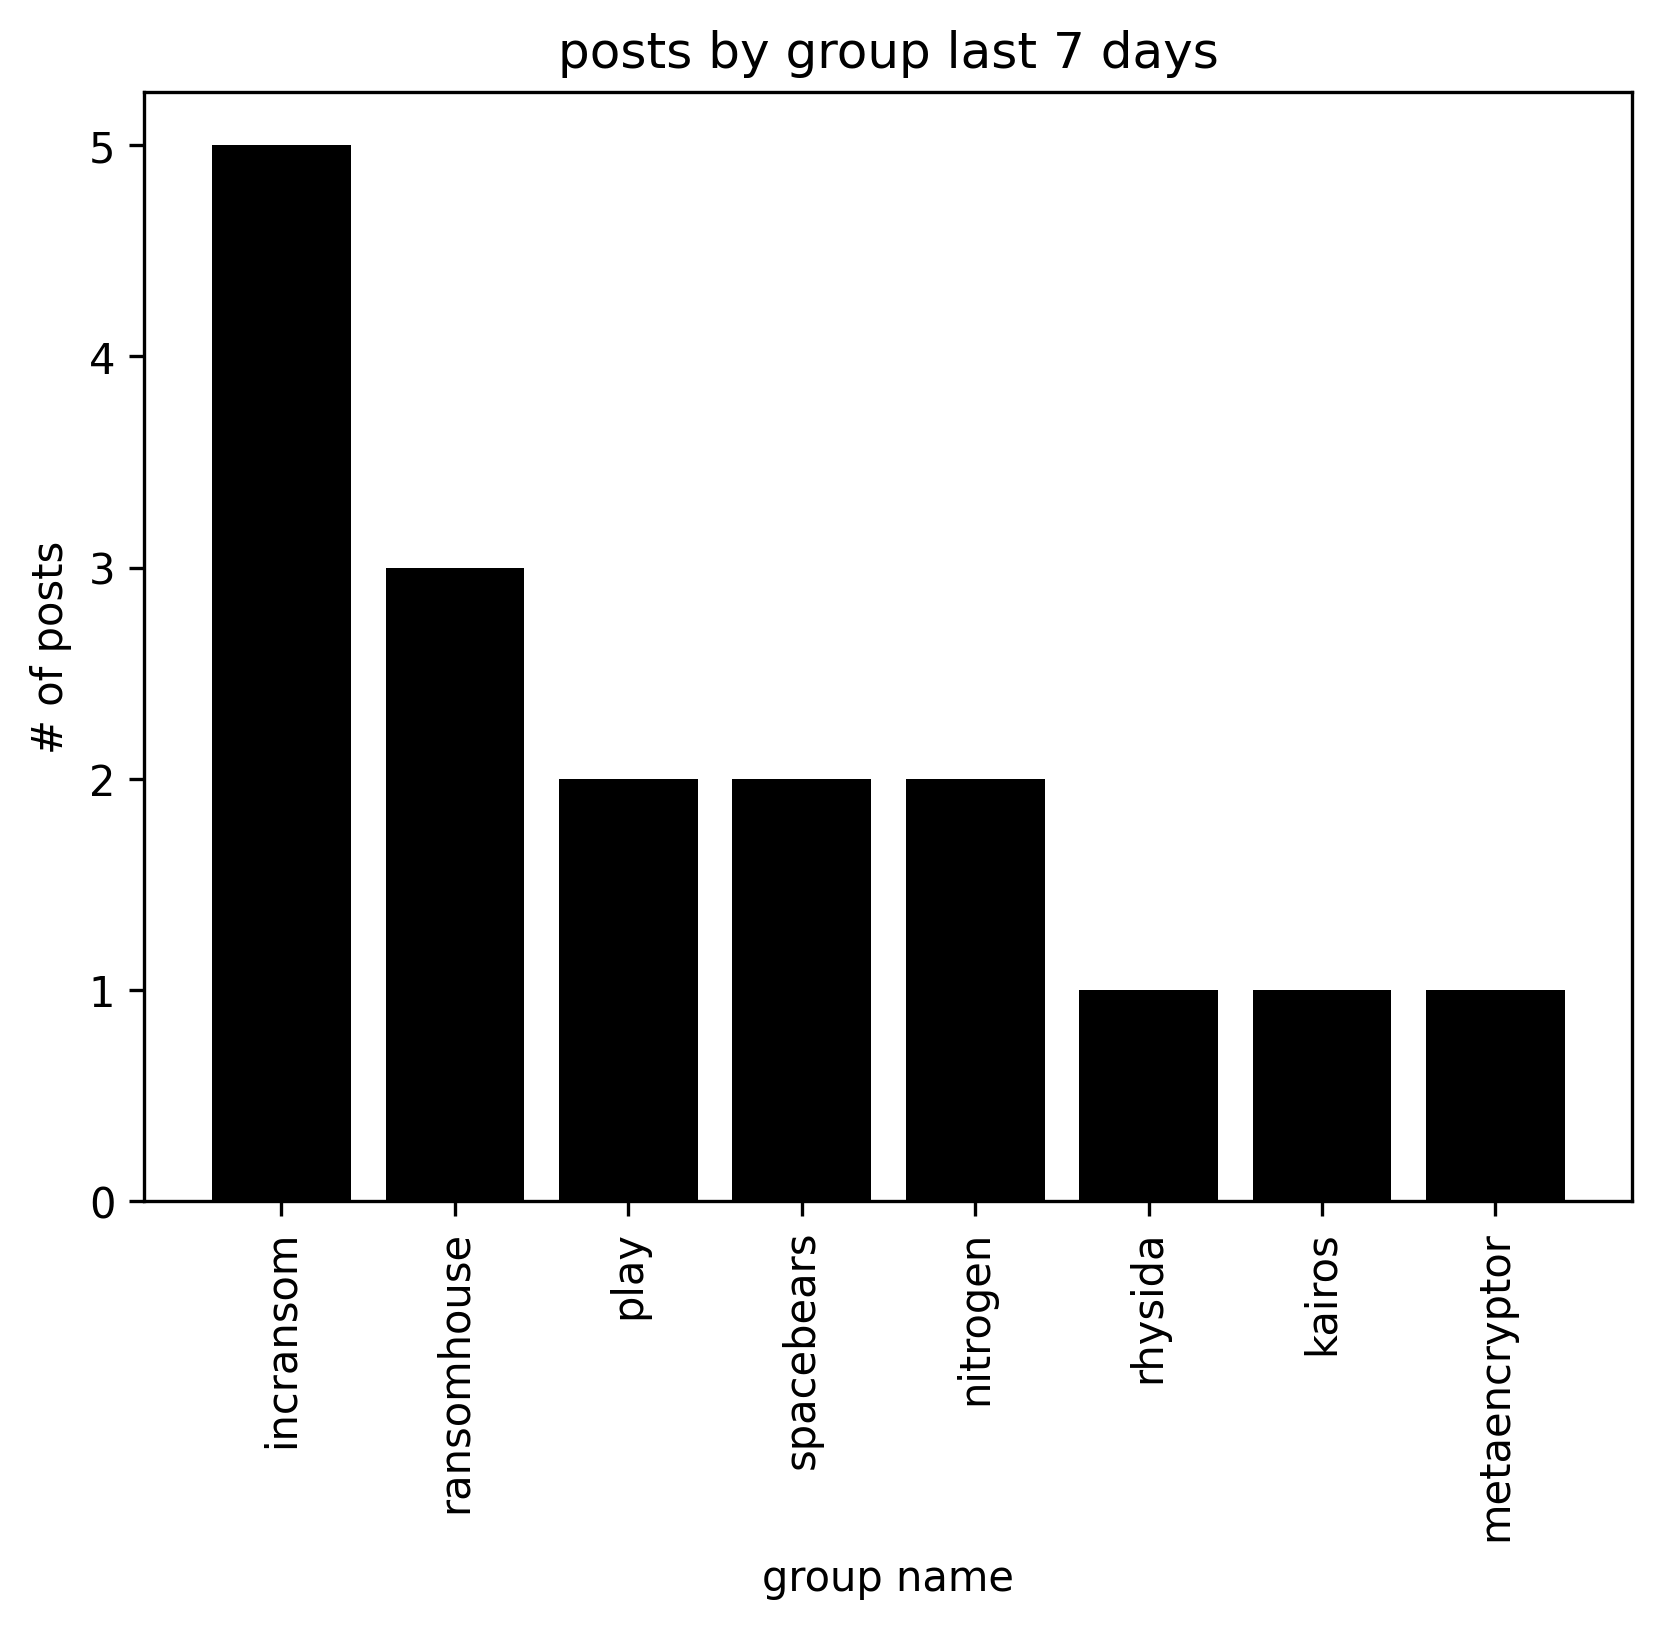 posts by group last 7 days
5
4
3
2
1
0
# of posts
incransom
ransomhouse
play
spacebears
nitrogen
rhysida
kairos
metaencryptor
group name